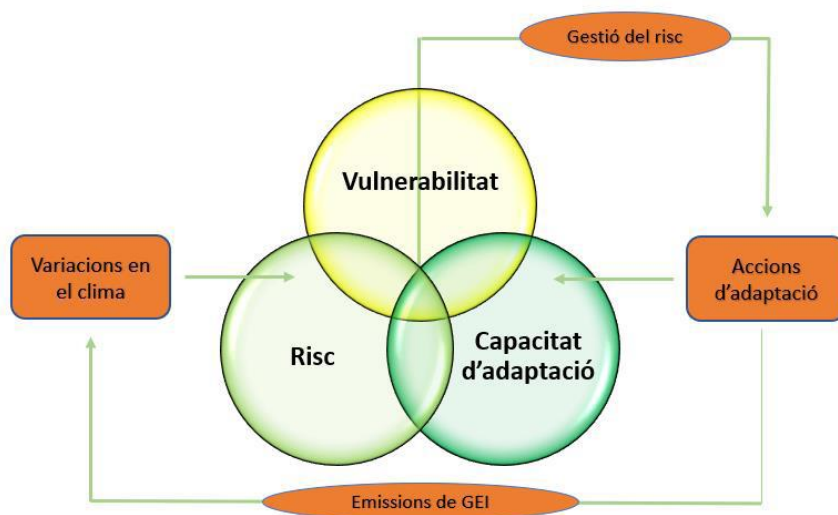 Gestió del risc
Vulnerabilitat
Variacions en
el clima
Accions
d'adaptació
Risc
Capacitat
d'adaptació
Emissions de GEI